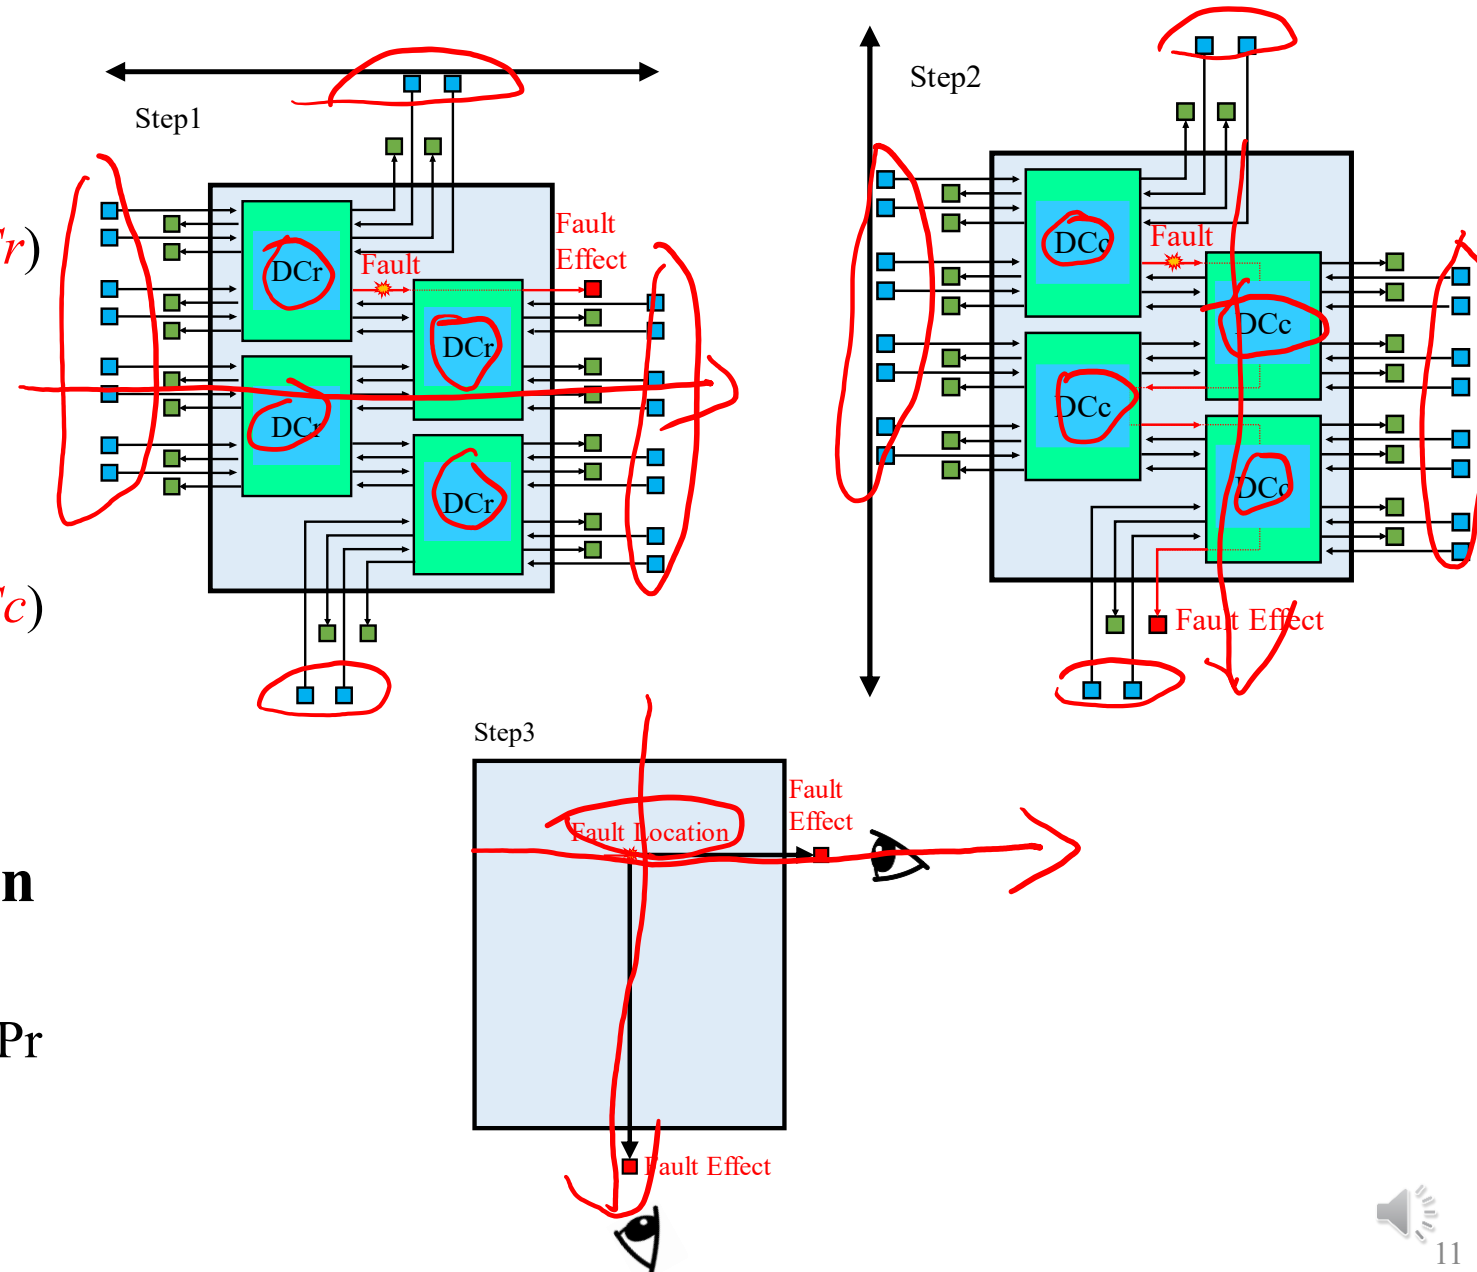 Step1
Step2
r)
Fault
Effect
DCr
Fault
DCr
DCr
DCr
DCc
Fault
DCc
DCc
DCc
c)
Fault Effect
Step3
Fault
Effect
Fault Location
n
Pr
Fault Effect
11